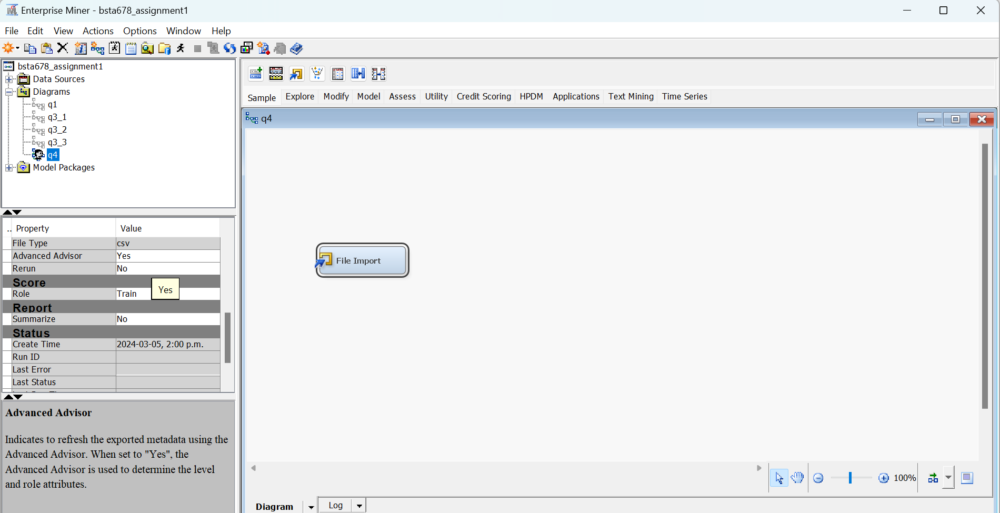 Enterprise Miner - bsta678_assignment1
File Edit View Actions Options Window Help
bsta678_assignment1
Data Sources
Diagrams
q1
q3_1
q3_2
q3_3
q4
Model Packages
Sample Explore Modify Model Assess Utility Credit Scoring HPDM Applications Text Mining Time Series
q4
File Import
.. Property Value
File Type csv
Advanced Advisor Yes
Rerun No
Score
Yes
Role Train
Report
Summarize No
Status
Create Time 2024-03-05, 2:00 p.m.
Run ID
Last Error
Last Status
Advanced Advisor
Indicates to refresh the exported metadata using the
Advanced Advisor. When set to "Yes", the
Advanced Advisor is used to determine the level
and role attributes.
100%
Diagram Log